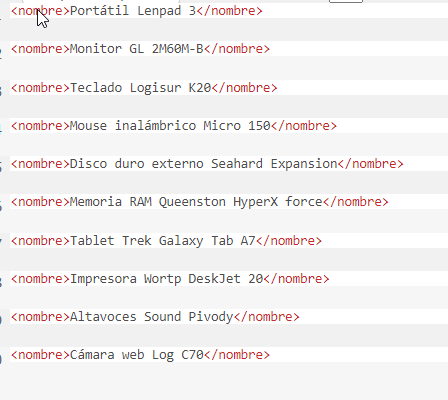 <nombre>Portátil Lenpad 3</nombre>
<nombre>Monitor GL 2M60M-B</nombre>
<nombre>Teclado Logisur K20</nombre>
<nombre>Mouse inalámbrico Micro 150</nombre>
<nombre>Disco duro externo Seahard Expansion</nombre>
<nombre>Memoria RAM Queenston HyperX force</nombre>
<nombre>Tablet Trek Galaxy Tab A7</nombre>
<nombre>Impresora Wortp DeskJet 20</nombre>
<nombre>Altavoces Sound Pivody</nombre>
<nombre>Cámara web Log C70</nombre>